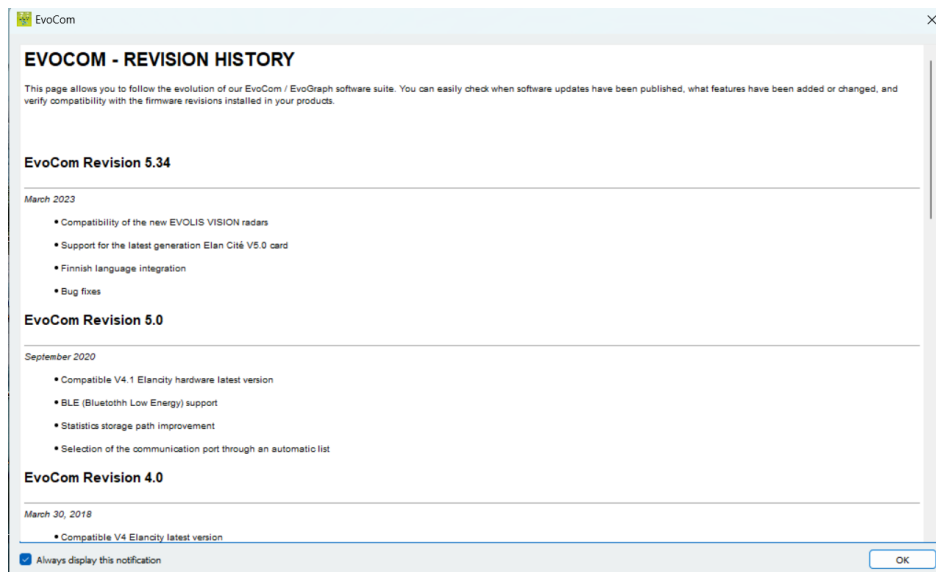 EvoCom
EVOCOM - REVISION HISTORY
This page allows you to follow the evolution of our EvoCom / EvoGraph software suite. You can easily check when software updates have been published, what features have been added or changed, and
verify compatibility with the firmware revisions installed in your products.
EvoCom Revision 5.34
March 2023
• Compatibility of the new EVOLIS VISION radars
• Support for the latest generation Elan Cité V5.0 card
• Finnish language integration
• Bug fixes
EvoCom Revision 5.0
September 2020
• Compatible V4.1 Elancity hardware latest version
• BLE (Bluetothh Low Energy) support
• Statistics storage path improvement
• Selection of the communication port through an automatic list
EvoCom Revision 4.0
March 30, 2018
• Compatible V4 Elancity latest version
Always display this notification
OK